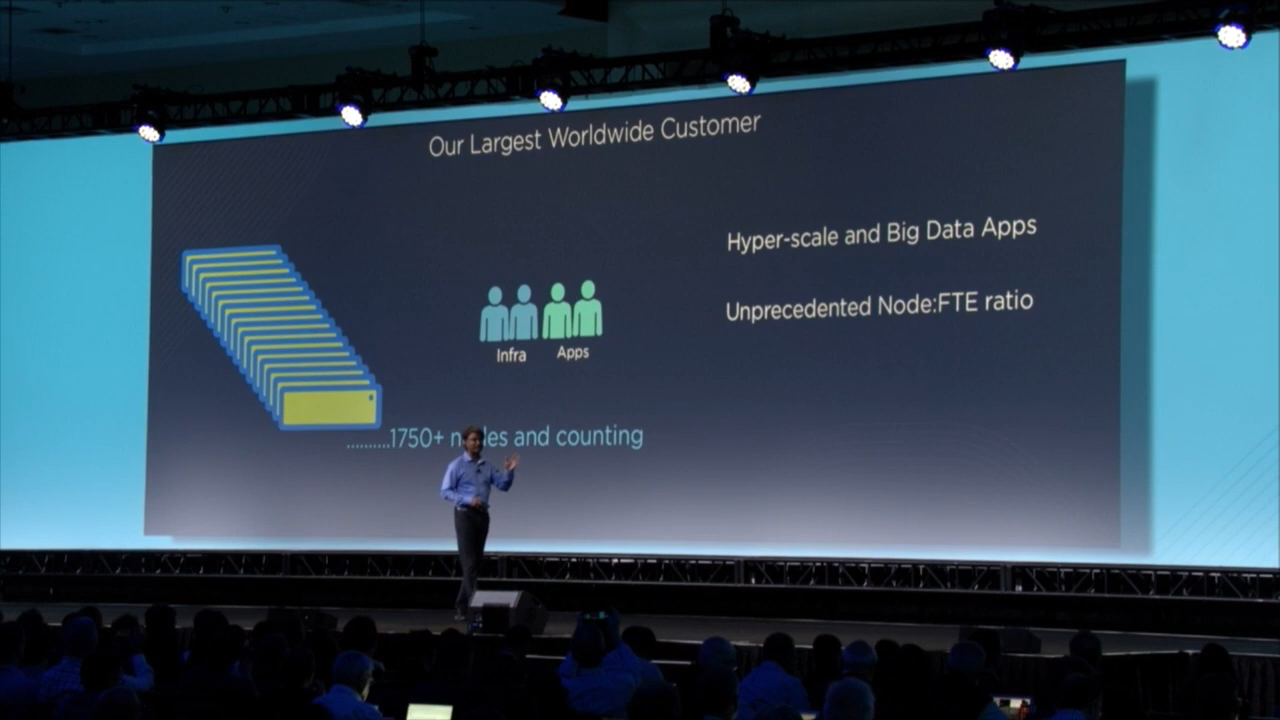 Our Largest Worldwide Customer
Hyper-scale and Big Data Apps
Unprecedented Node:FTE ratio
Infra
Apps
.........1750+ and counting